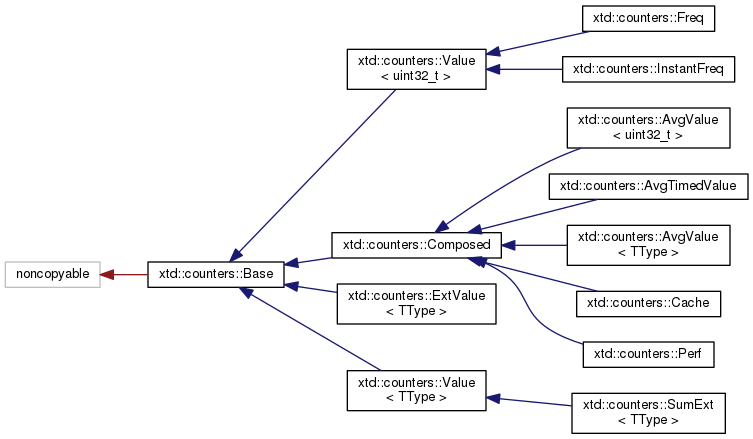 noncopyable
xtd::counters::Base
xtd::counters::Value
< uint32_t >
xtd::counters::Composed
xtd::counters::ExtValue
< TType >
xtd::counters::Value
< TType >
xtd::counters::Freq
xtd::counters::InstantFreq
xtd::counters::AvgValue
< uint32_t >
xtd::counters::AvgTimedValue
xtd::counters::AvgValue
< TType >
xtd::counters::Cache
xtd::counters::Perf
xtd::counters::SumExt
< TType >